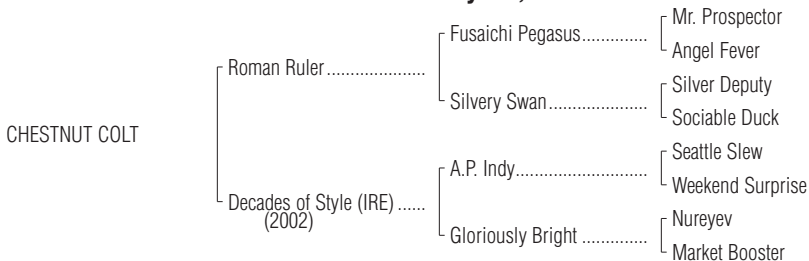 Mr. Prospector
Fusaichi Pegasus..............
Angel Fever
Roman Ruler.....................
Silver Deputy
Silvery Swan.....................
Sociable Duck
CHESTNUT COLT
Seattle Slew
A.P. Indy............................
Weekend Surprise
Decades of Style (IRE) ......
(2002)
Nureyev
Gloriously Bright ..............
Market Booster